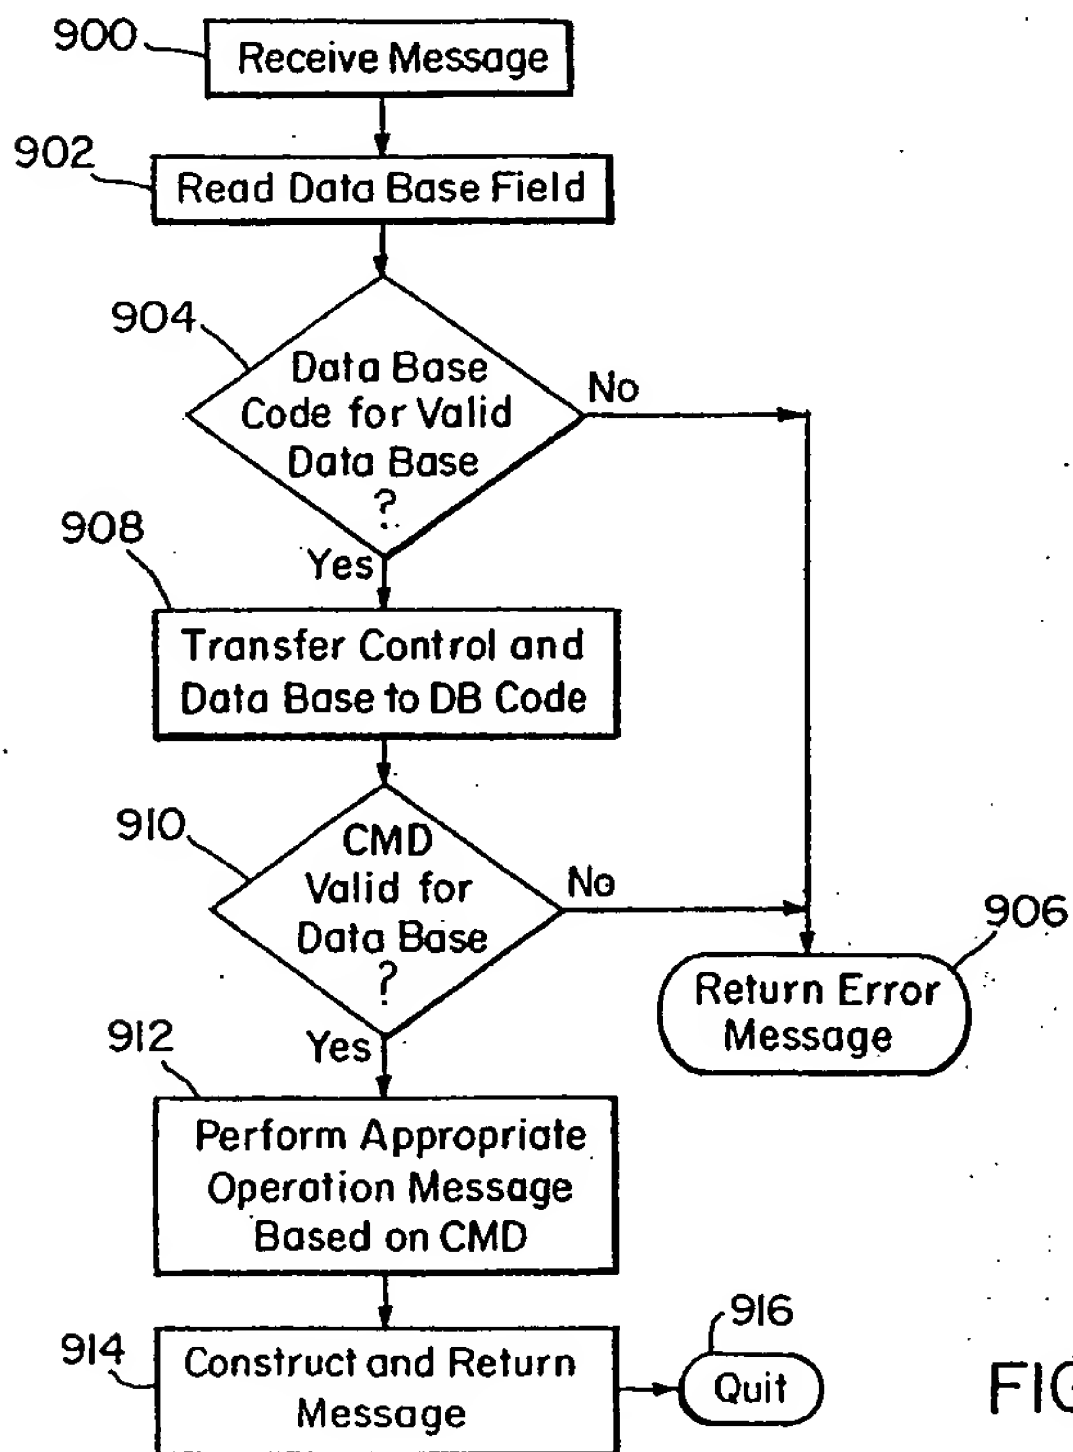 900
Receive Message
902
Read Data Base Field
904
Data Base
Code for Valid
Data Base
?
No
Yes
908
Transfer Control and
Data Base to DB Code
910
CMD
Valid for
Data Base
?
No
Yes
906
Return Error
Message
912
Perform Appropriate
Operation Message
Based on CMD
914
Construct and Return
Message
916
Quit
FIG